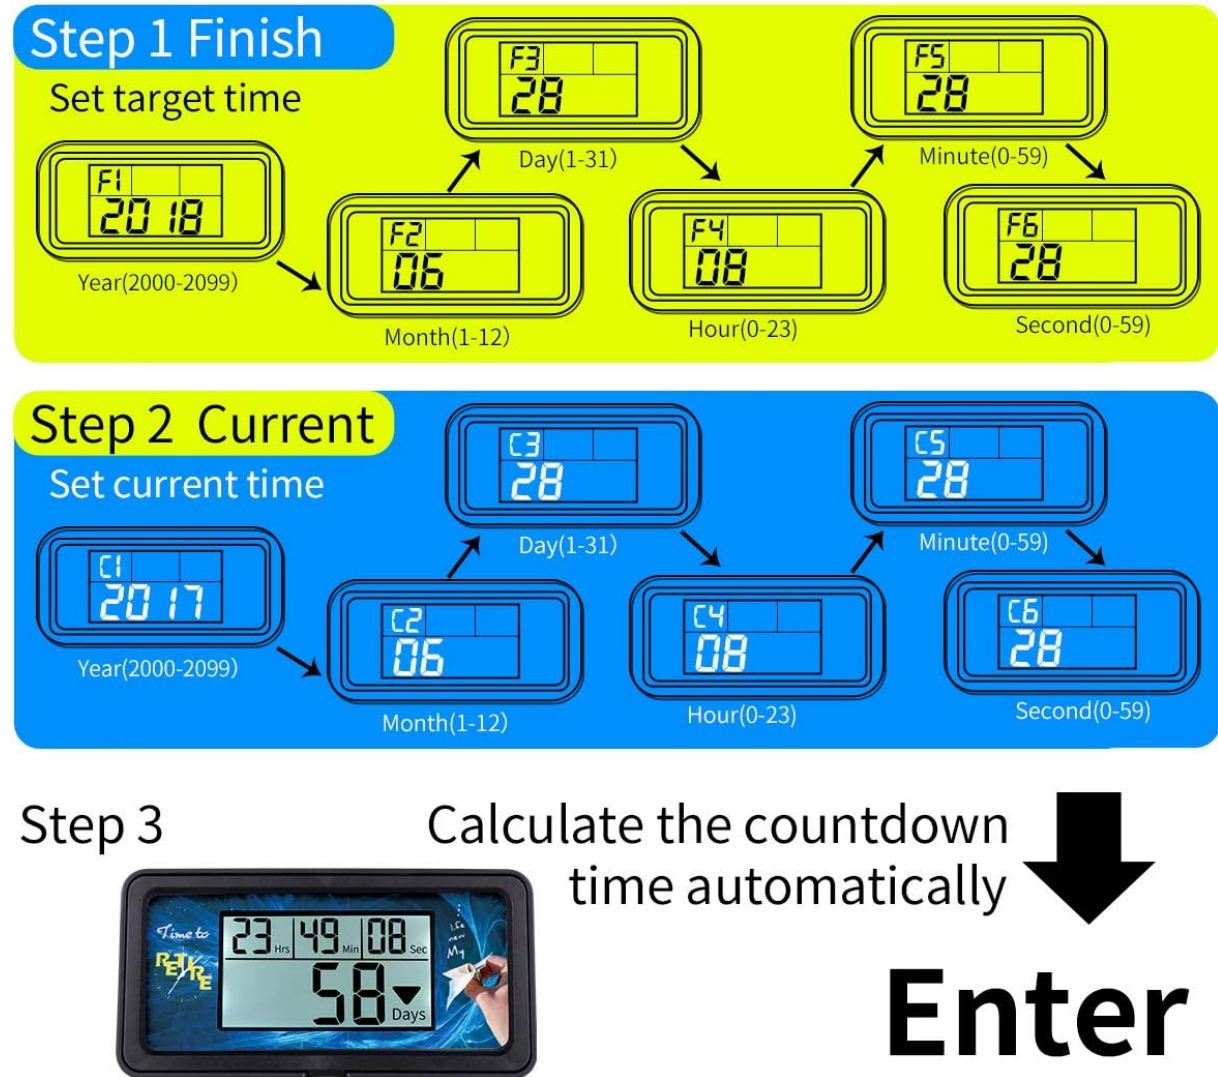 Step 1 Finish
Set target time
F1
2018
Year(2000-2099)
F2
06
Month(1-12)
F3
28
Day(1-31)
F4
08
Hour(0-23)
F5
28
Minute(0-59)
F6
28
Second(0-59)
Step 2 Current
Set current time
C1
2017
Year(2000-2099)
C2
06
Month(1-12)
C3
28
Day(1-31)
C4
08
Hour(0-23)
C5
28
Minute(0-59)
C6
28
Second(0-59)
Step 3
Calculate the countdown
time automatically
Enter
Time to
RETIRE
23 Hrs 49 Min 08 Sec
58 Days
life
new
My